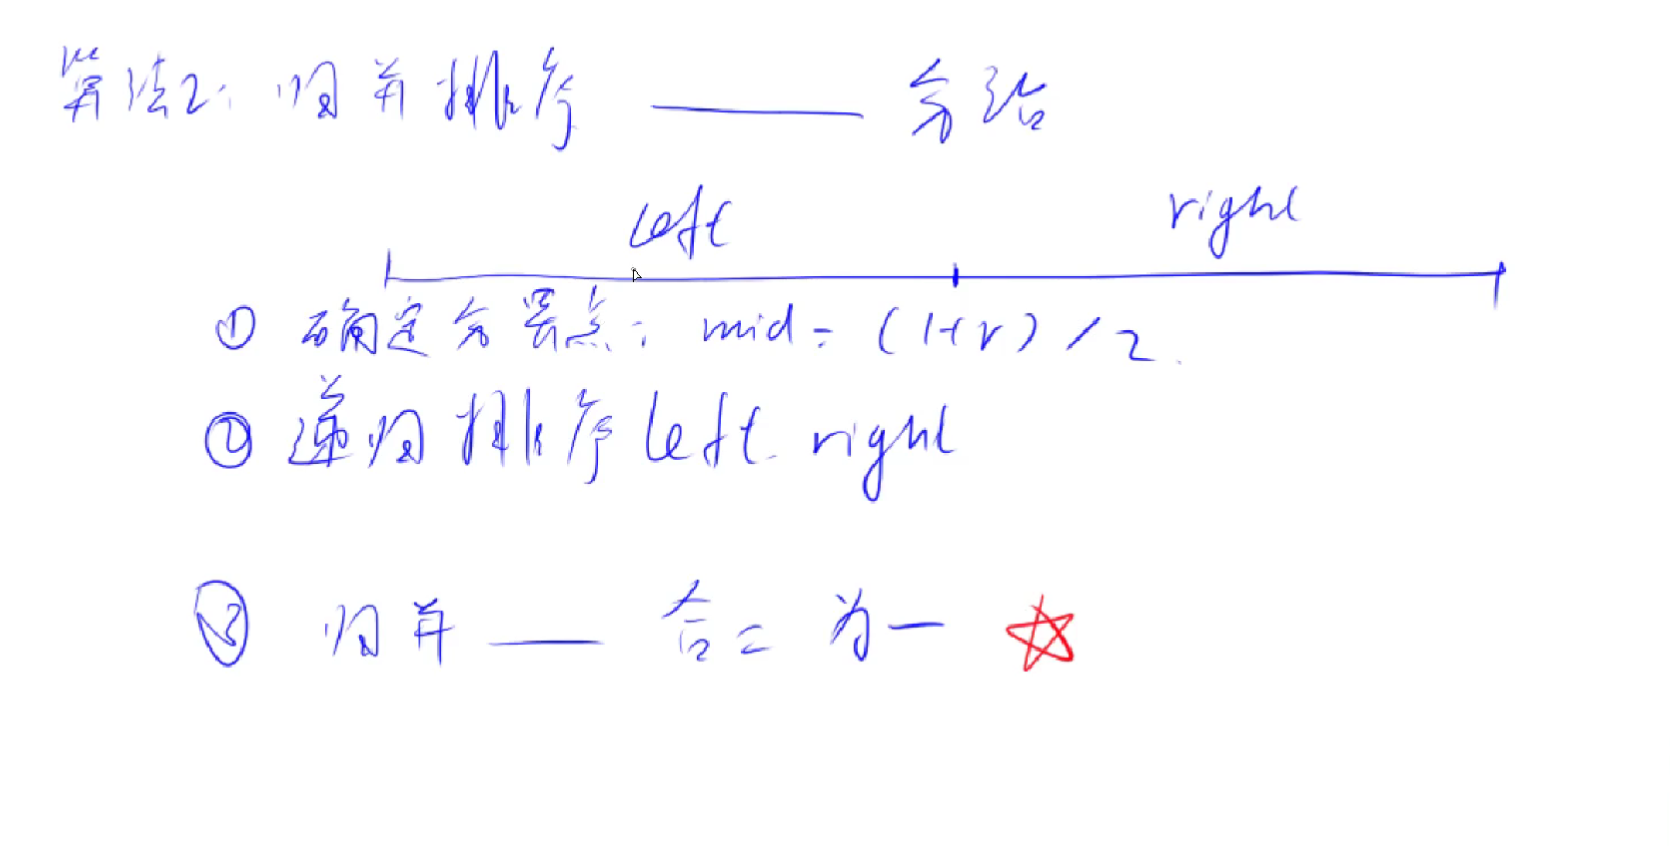 算法2: 归并排序 —— 分治
left right
① 确定分界点: mid = (l+r)/2.
② 递归排序 left. right
③ 归并 —— 合二为一 ☆